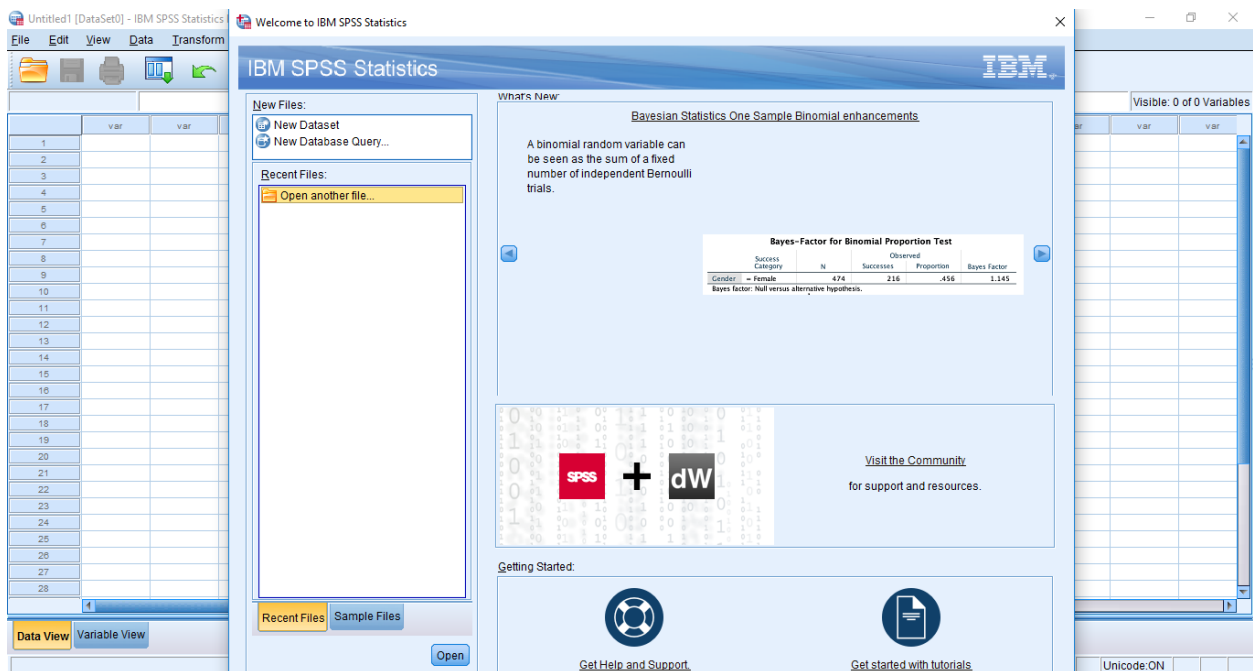 Untitled1 [DataSet0] - IBM SPSS Statistics
Welcome to IBM SPSS Statistics
File Edit View Data Transform
IBM SPSS Statistics
IBM
Visible: 0 of 0 Variables
New Files:
New Dataset
New Database Query...
Recent Files:
Open another file...
Recent Files
Sample Files
Open
What's New:
Bayesian Statistics One Sample Binomial enhancements
A binomial random variable can
be seen as the sum of a fixed
number of independent Bernoulli
trials.
Bayes-Factor for Binomial Proportion Test
Observed
Success
Category N Successes Proportion Bayes Factor
Gender = Female 474 216 .456 1.145
Bayes factor: Null versus alternative hypothesis.
SPSS + dW
Visit the Community
for support and resources.
Getting Started:
Get Help and Support.
Get started with tutorials
var var var var
1
2
3
4
5
6
7
8
9
10
11
12
13
14
15
16
17
18
19
20
21
22
23
24
25
26
27
28
Data View
Variable View
Unicode:ON